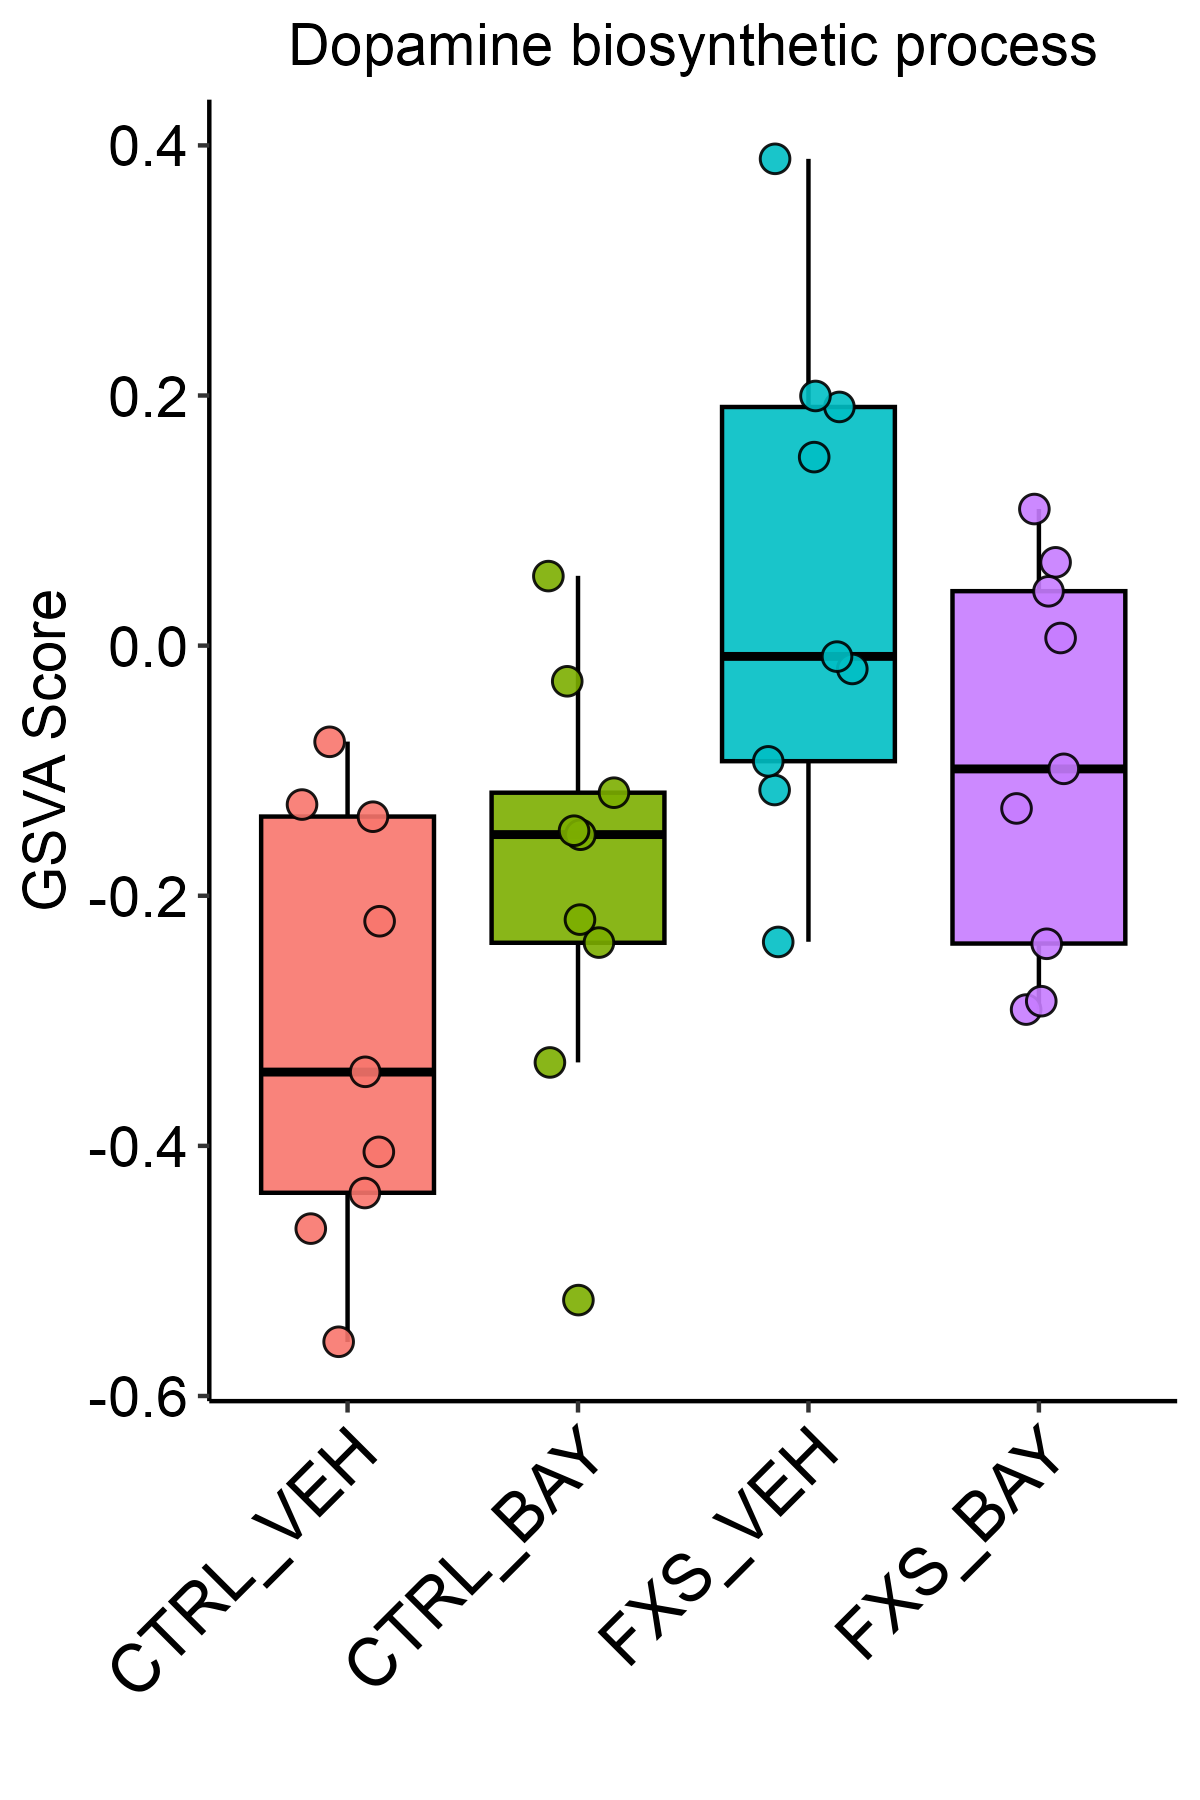 Dopamine biosynthetic process
GSVA Score
0.4
0.2
0.0
-0.2
-0.4
-0.6
CTRL_VEH
CTRL_BAY
FXS_VEH
FXS_BAY